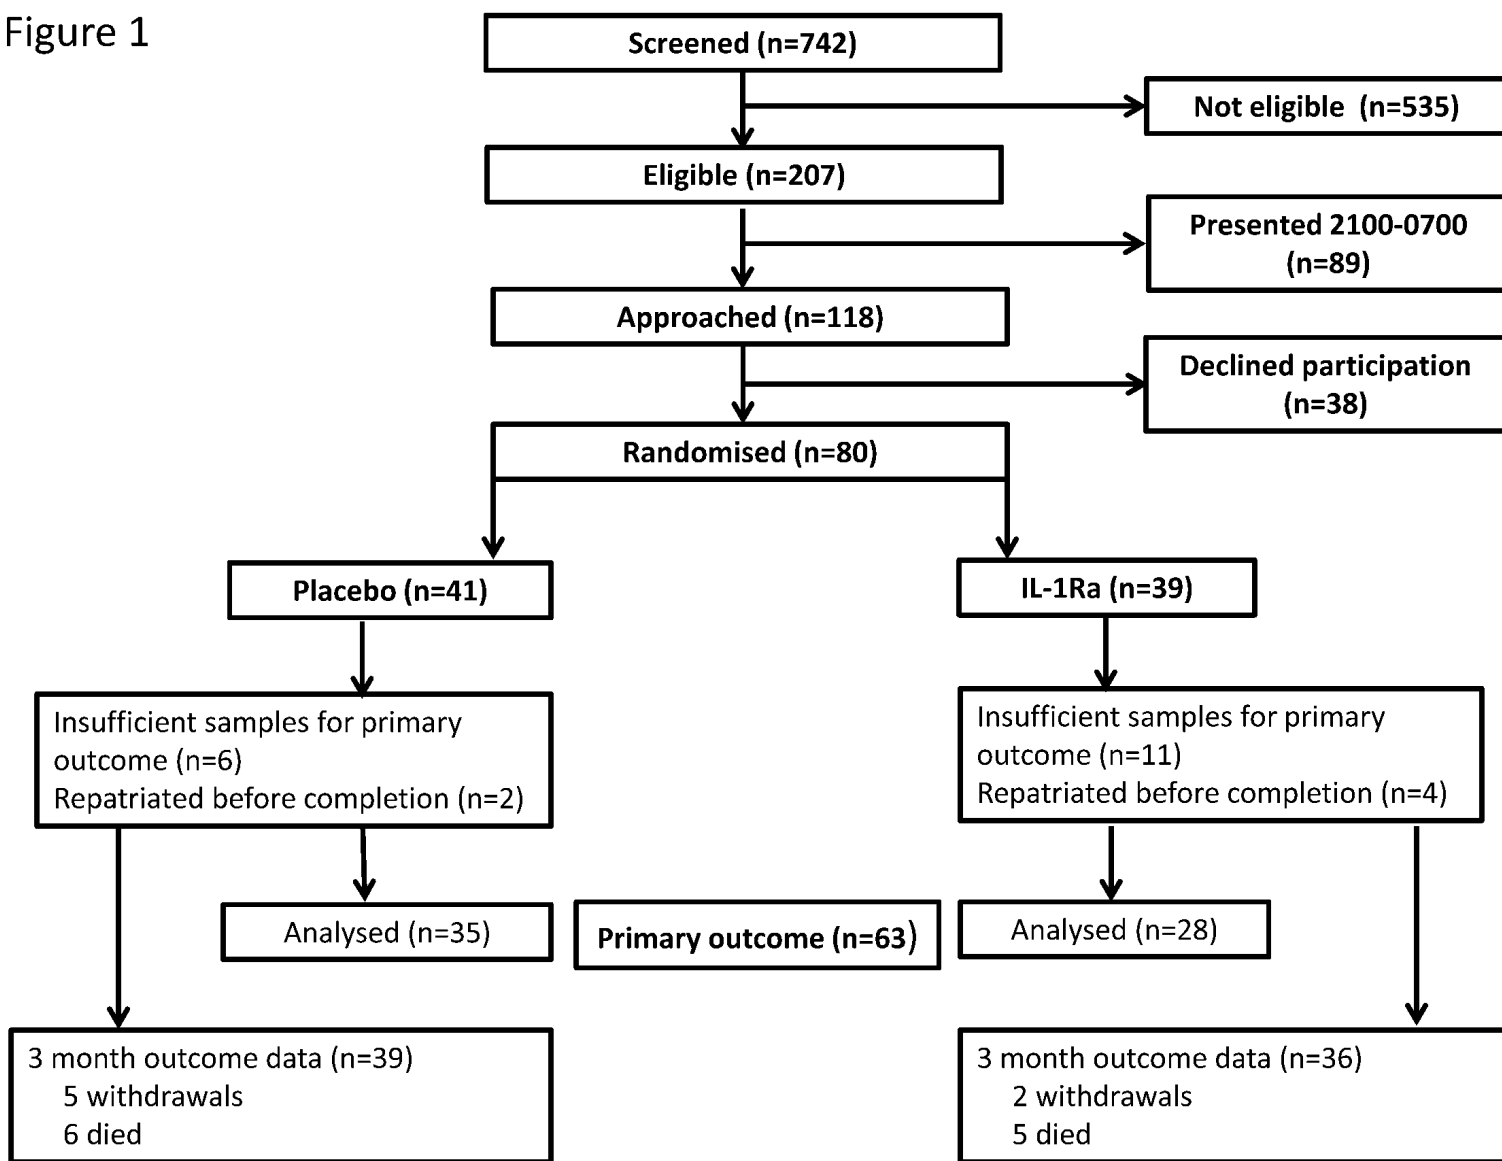 Figure 1
Screened (n=742)
Not eligible  (n=535)
Eligible (n=207)
Presented 2100-0700
(n=89)
Approached (n=118)
Declined participation
(n=38)
Randomised (n=80)
Placebo (n=41)
IL-1Ra (n=39)
Insufficient samples for primary
outcome (n=6)
Repatriated before completion (n=2)
Insufficient samples for primary
outcome (n=11)
Repatriated before completion (n=4)
Analysed (n=35)
Primary outcome (n=63)
Analysed (n=28)
3 month outcome data (n=39)
5 withdrawals
6 died
3 month outcome data (n=36)
2 withdrawals
5 died